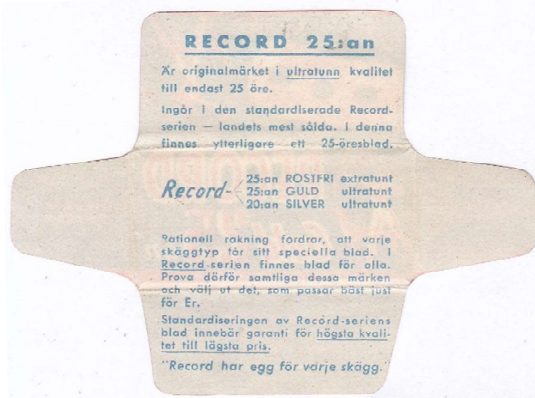 RECORD 25:an
Är originalmärket i ultratunn kvalitet
till endast 25 öre.
Ingår i den standardiserade Record-
serien — landets mest sålda. I denna
finnes ytterligare ett 25-öresblad.
Record-
25:an ROSTFRI extratunt
25:an GULD ultratunt
20:an SILVER ultratunt
Rationell rakning fordrar, att varje
skäggtyp får sitt speciella blad. I
Record-serien finnes blad för alla.
Prova därför samtliga dessa märken
och välj ut det, som passar bäst just
för Er.
Standardiseringen av Record-seriens
blad innebär garanti för högsta kvali-
tet till lägsta pris.
"Record har egg för varje skägg."